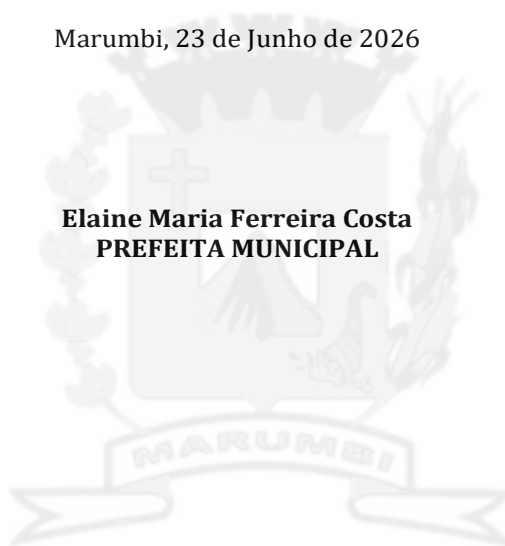 Marumbi, 23 de Junho de 2026
Elaine Maria Ferreira Costa
PREFEITA MUNICIPAL
MARUMBI